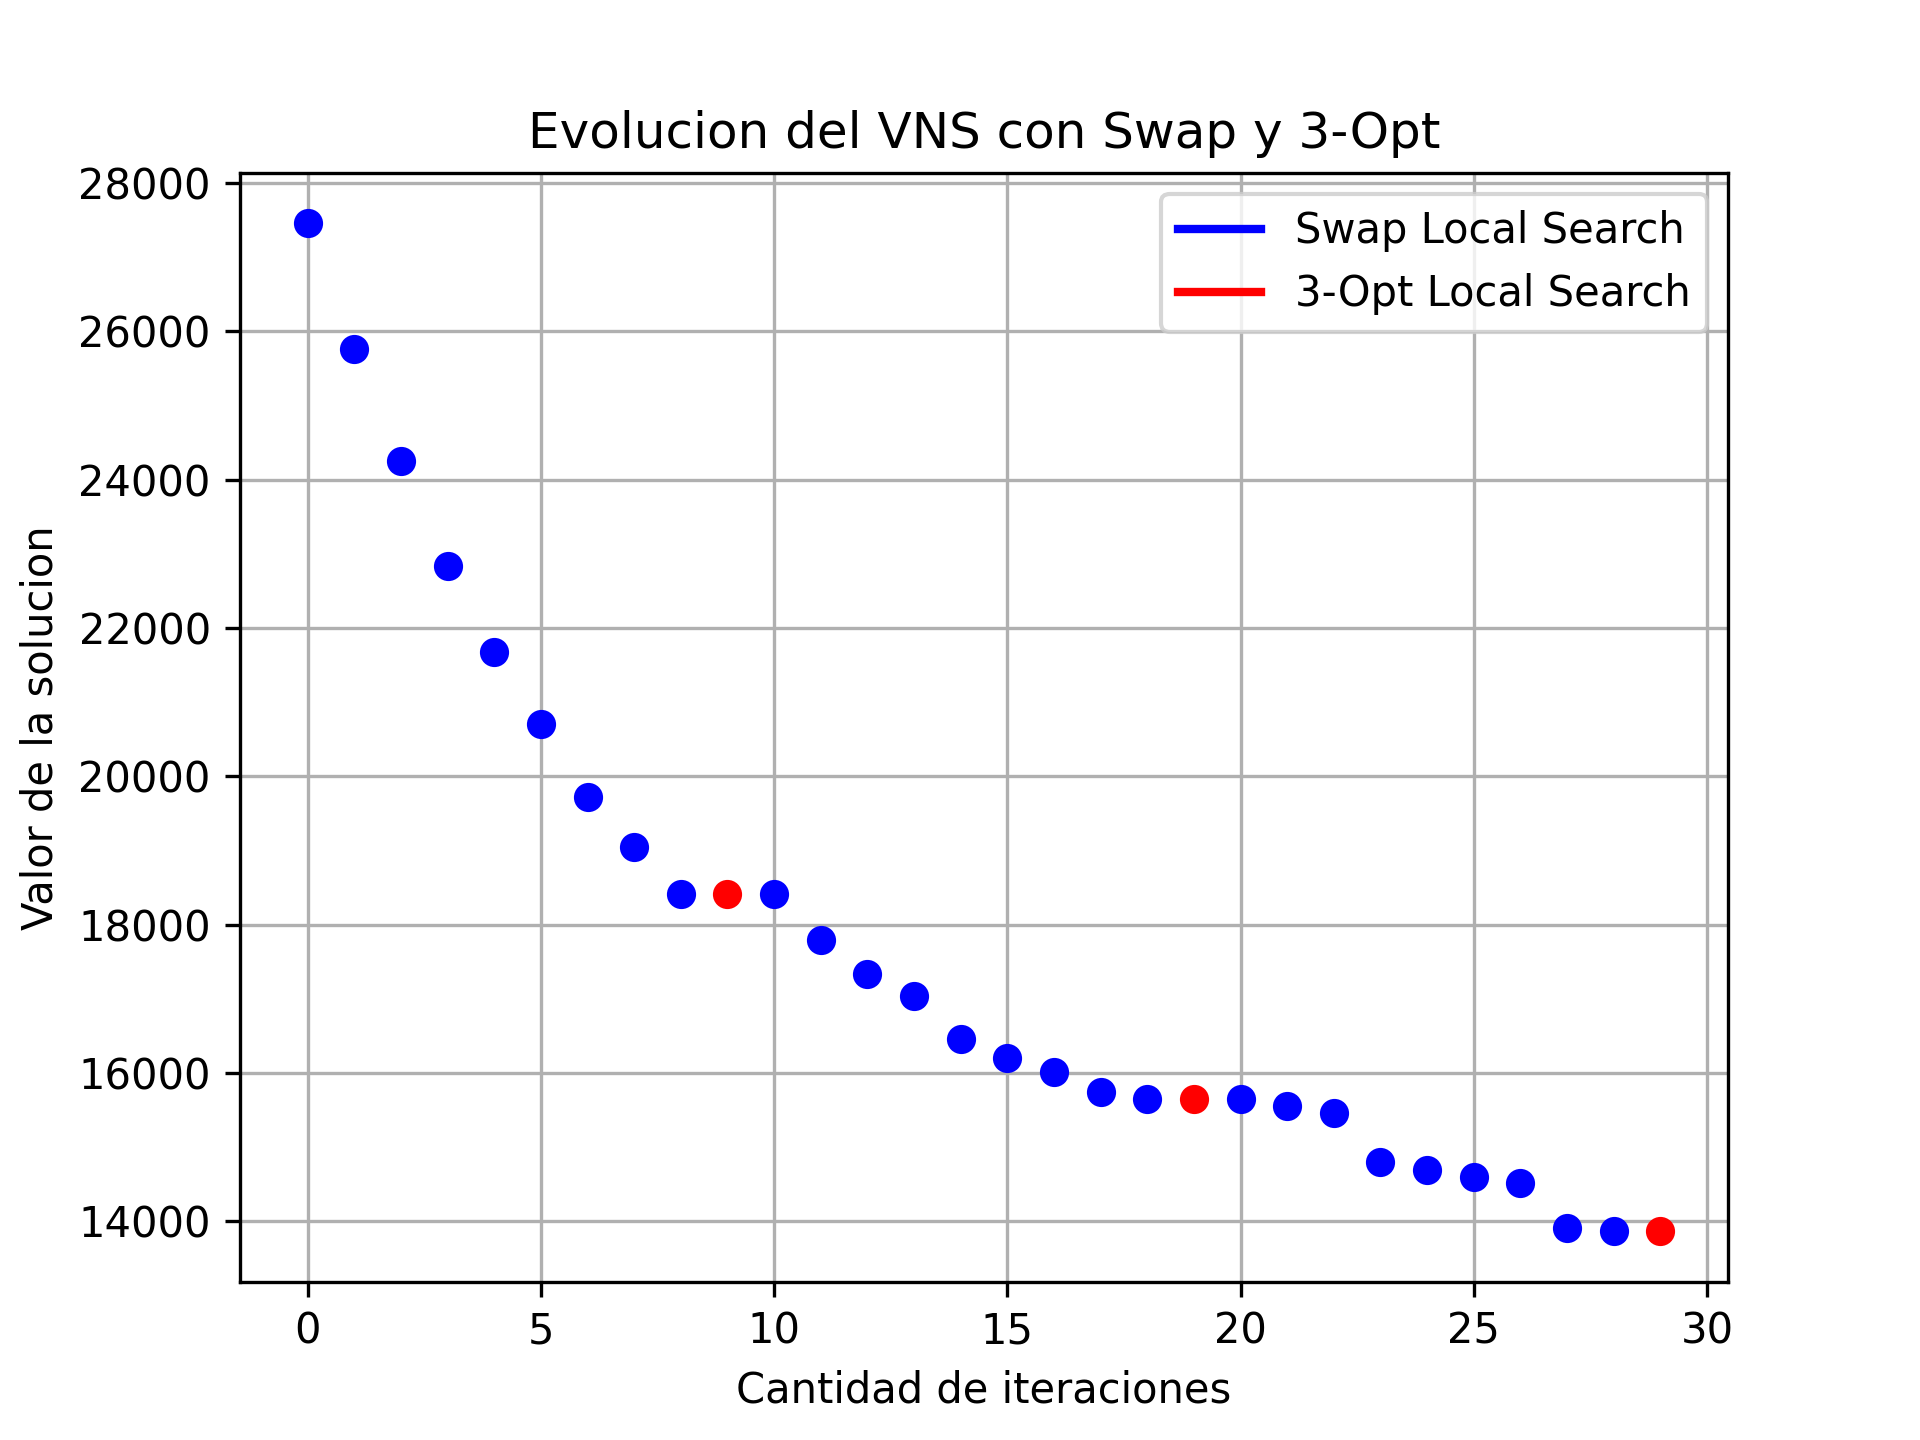 Evolucion del VNS con Swap y 3-Opt
Swap Local Search
3-Opt Local Search
Valor de la solucion
28000
26000
24000
22000
20000
18000
16000
14000
0 5 10 15 20 25 30
Cantidad de iteraciones